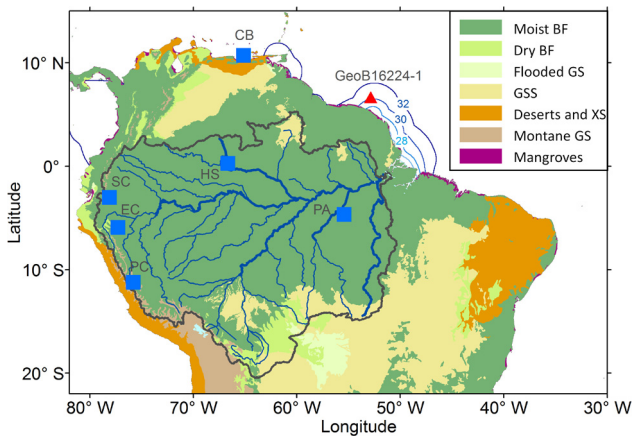 CB
10° N
GeoB16224-1
32
30
28
Moist BF
Dry BF
Flooded GS
GSS
Deserts and XS
Montane GS
Mangroves
0°
HS
SC
EC
PA
PC
10° S
20° S
Latitude
80° W
70° W
60° W
50° W
40° W
30° W
Longitude